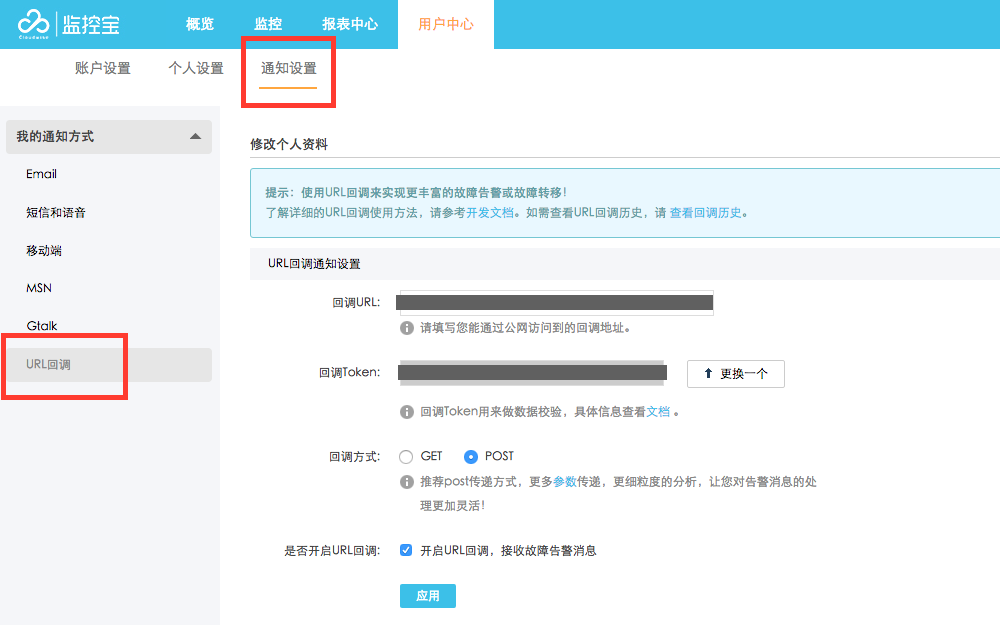 监控宝
Cloudwise
概览 监控 报表中心 用户中心
账户设置 个人设置 通知设置
我的通知方式
Email
短信和语音
移动端
MSN
Gtalk
URL回调
修改个人资料
提示：使用URL回调来实现更丰富的故障告警或故障转移！
了解详细的URL回调使用方法，请参考开发文档。如需查看URL回调历史，请 查看回调历史。
URL回调通知设置
回调URL:
请填写您能通过公网访问到的回调地址。
回调Token: 更换一个
回调Token用来做数据校验，具体信息查看文档 。
回调方式: GET POST
推荐post传递方式，更多参数传递，更细粒度的分析，让您对告警消息的处
理更加灵活！
是否开启URL回调: 开启URL回调，接收故障告警消息
应用